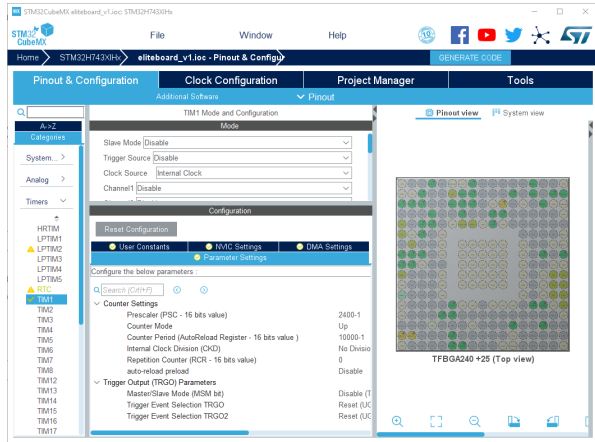 STM32CubeMX eliteboard_v1.ioc: STM32H743XIHx
STM32
CubeMX
File
Window
Help
10
ST
Home
STM32H743XIHx
eliteboard_v1.ioc - Pinout & Configur
GENERATE CODE
Pinout & Configuration
Clock Configuration
Project Manager
Tools
Additional Software
Pinout
TIM1 Mode and Configuration
Mode
Slave Mode Disable
Trigger Source Disable
Clock Source Internal Clock
Channel1 Disable
Pinout view
System view
A->Z
Categories
System...
Analog
Timers
HRTIM
LPTIM1
LPTIM2
LPTIM3
LPTIM4
LPTIM5
RTC
TIM1
TIM2
TIM3
TIM4
TIM5
TIM6
TIM7
TIM8
TIM12
TIM13
TIM14
TIM15
TIM16
TIM17
Configuration
Reset Configuration
User Constants
NVIC Settings
DMA Settings
Parameter Settings
Configure the below parameters :
Search (Crtl+F)
Counter Settings
Prescaler (PSC - 16 bits value) 2400-1
Counter Mode Up
Counter Period (AutoReload Register - 16 bits value ) 10000-1
Internal Clock Division (CKD) No Divisio
Repetition Counter (RCR - 16 bits value) 0
auto-reload preload Disable
Trigger Output (TRGO) Parameters
Master/Slave Mode (MSM bit) Disable (T
Trigger Event Selection TRGO Reset (UG
Trigger Event Selection TRGO2 Reset (UG
TFBGA240 +25 (Top view)